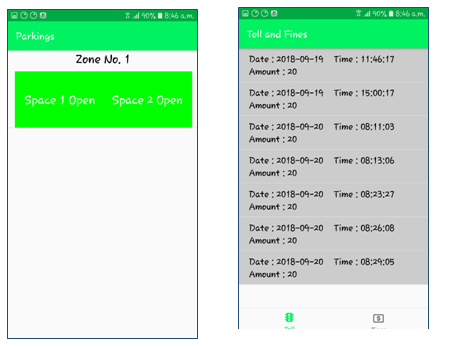 90% 8:46 a.m.
Parkings
Zone No. 1
Space 1 Open Space 2 Open
90% 8:46 a.m.
Toll and Fines
Date : 2018-09-19 Time : 11:46:17
Amount : 20
Date : 2018-09-19 Time : 15:00:17
Amount : 20
Date : 2018-09-20 Time : 08:11:03
Amount : 20
Date : 2018-09-20 Time : 08:13:06
Amount : 20
Date : 2018-09-20 Time : 08:23:27
Amount : 20
Date : 2018-09-20 Time : 08:26:08
Amount : 20
Date : 2018-09-20 Time : 08:29:05
Amount : 20
Toll